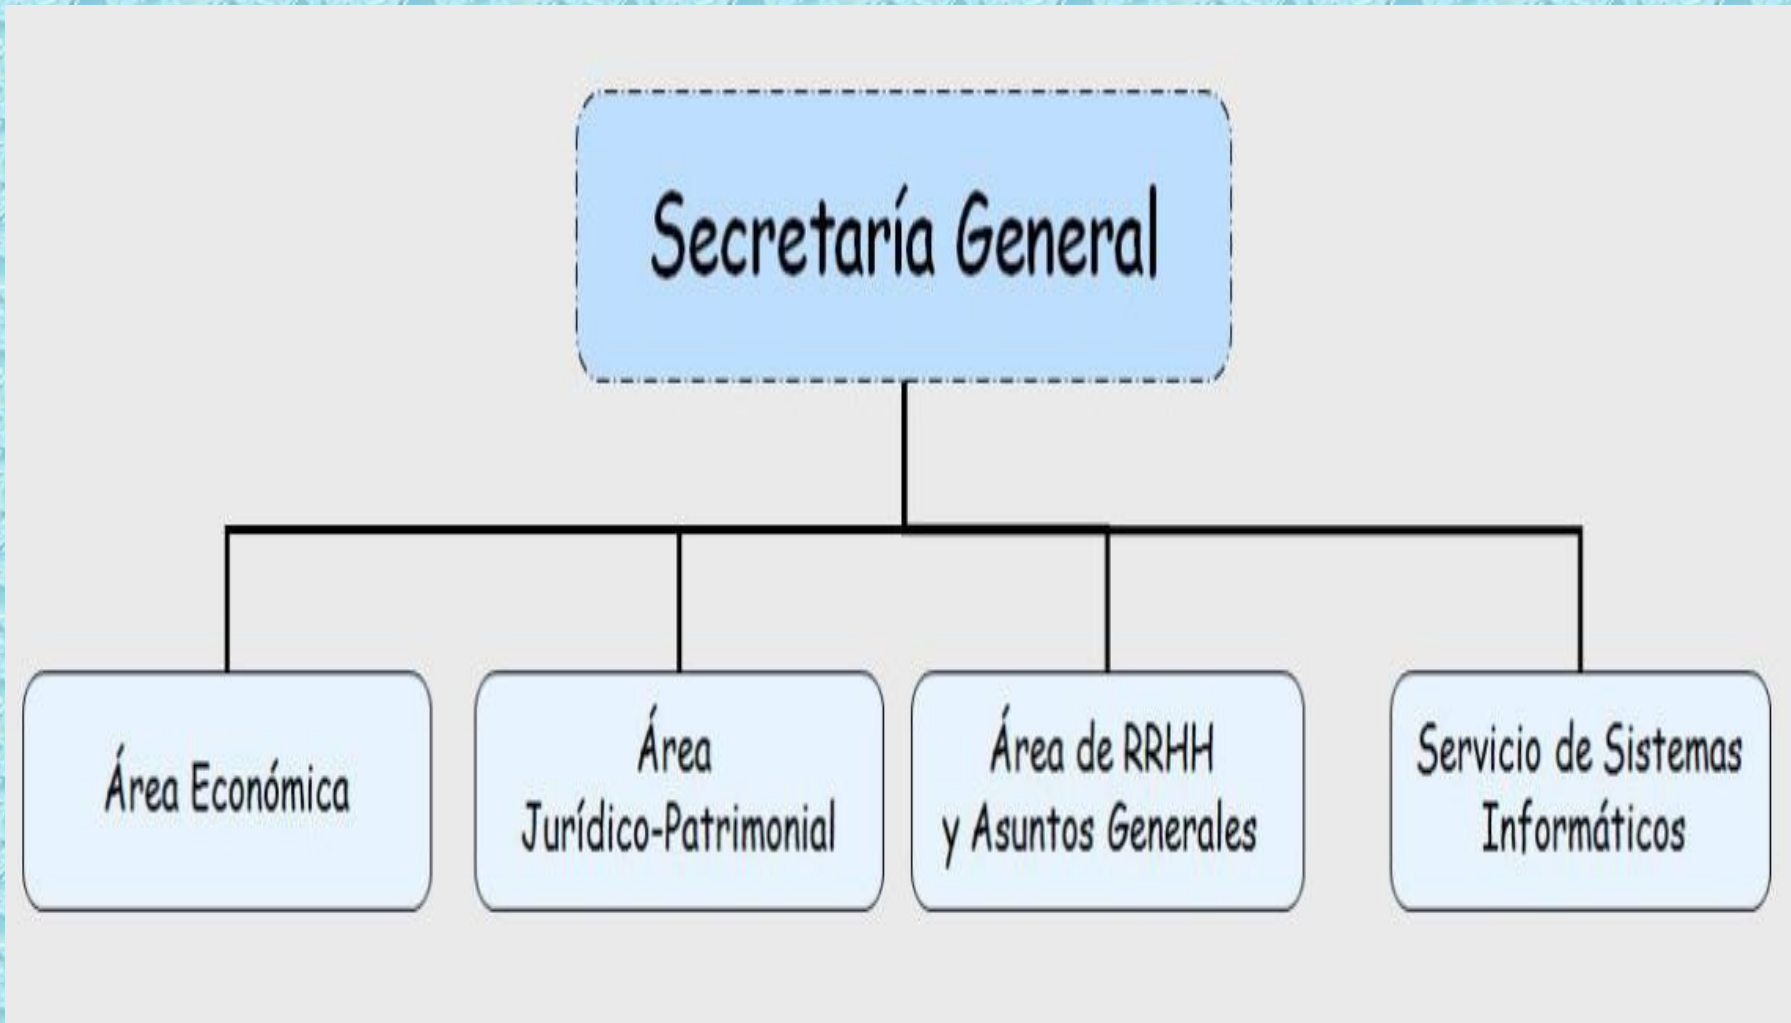 Secretaría General
Área Económica
Área
Jurídico-Patrimonial
Área de RRHH
y Asuntos Generales
Servicio de Sistemas
Informáticos